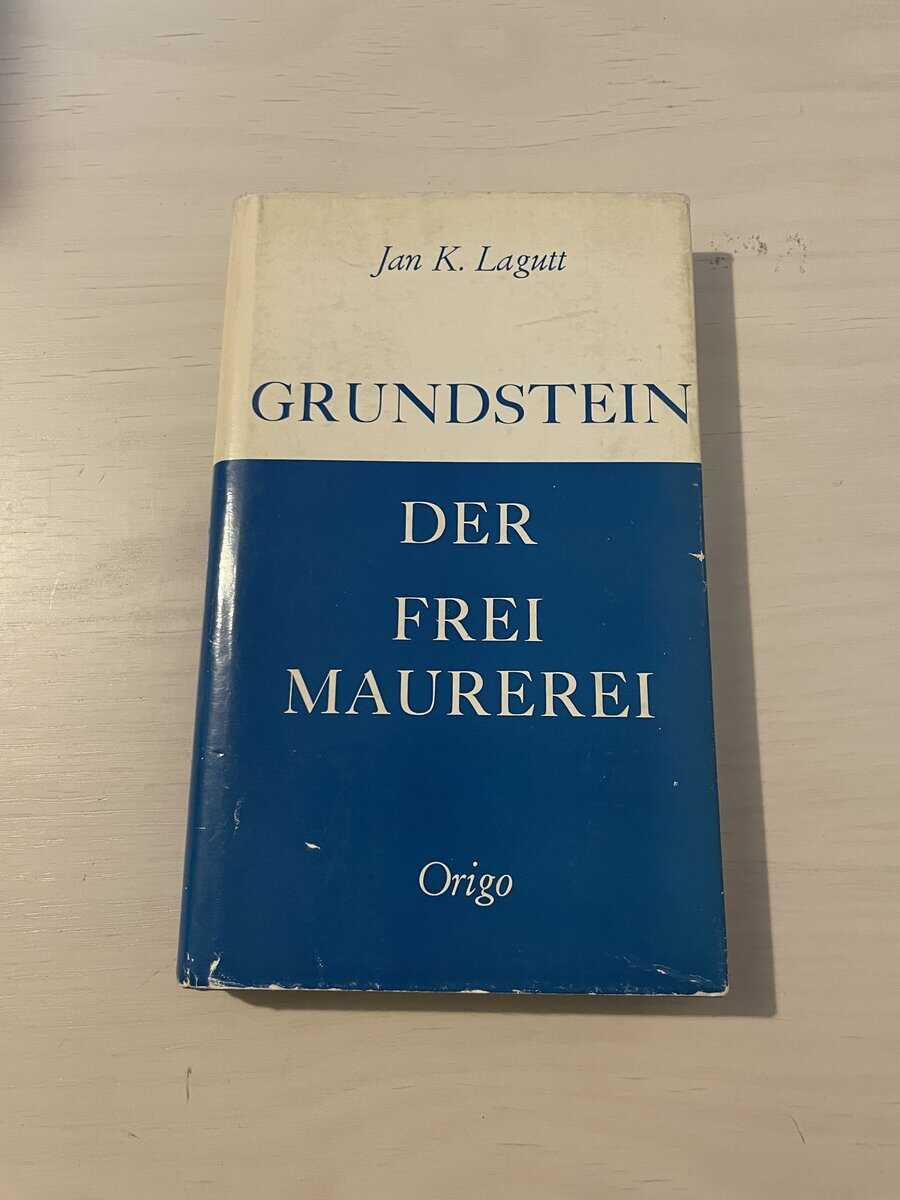 Jan K. Lagutt
GRUNDSTEIN
DER
FREI
MAUREREI
Origo